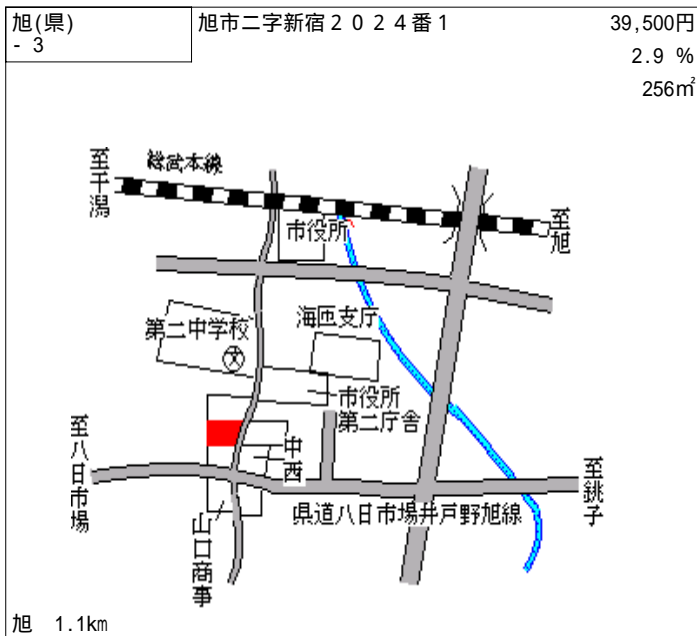 旭(県)
- 3
旭市二字新宿２０２４番1
39,500円
2.9 %
256㎡
至干潟
総武本線
至旭
市役所
海匝支庁
第二中学校
文
市役所
第二庁舎
至八日市場
中西
至銚子
県道八日市場井戸野旭線
山口商事
旭 1.1km